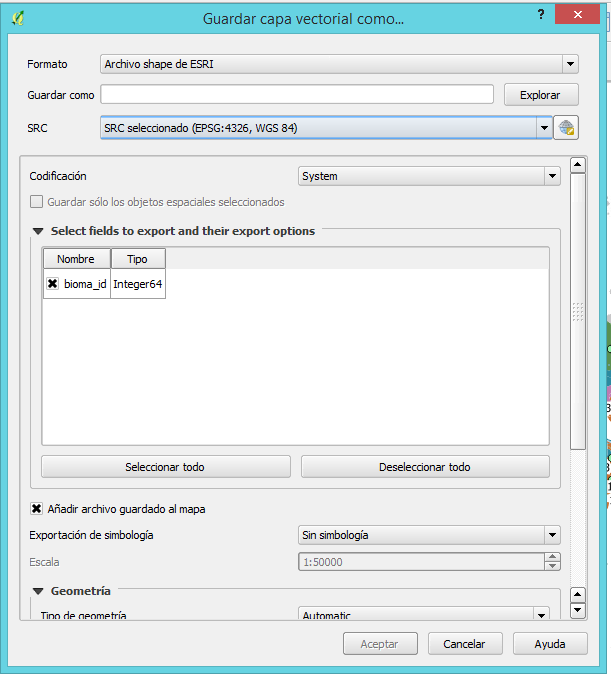 Guardar capa vectorial como...
?
Formato
Archivo shape de ESRI
Guardar como
Explorar
SRC
SRC seleccionado (EPSG:4326, WGS 84)
Codificación
System
Guardar sólo los objetos espaciales seleccionados
Select fields to export and their export options
Nombre Tipo
bioma_id Integer64
Seleccionar todo
Deseleccionar todo
Añadir archivo guardado al mapa
Exportación de simbología
Sin simbología
Escala
1:50000
Geometría
Tipo de geometría
Automatic
Aceptar
Cancelar
Ayuda